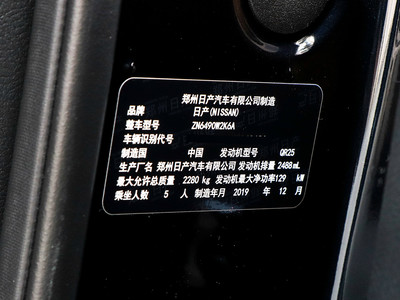 郑州日产汽车有限公司制造
品牌 日产(NISSAN)
整车型号 ZN6490W2K6A
车辆识别代号
制造国 中国 发动机型号 QR25
生产厂名 郑州日产汽车有限公司 发动机排量 2488mL
最大允许总质量 2280 kg 发动机最大净功率 129 kW
乘坐人数 5 人 制造年月 2019 年 12 月